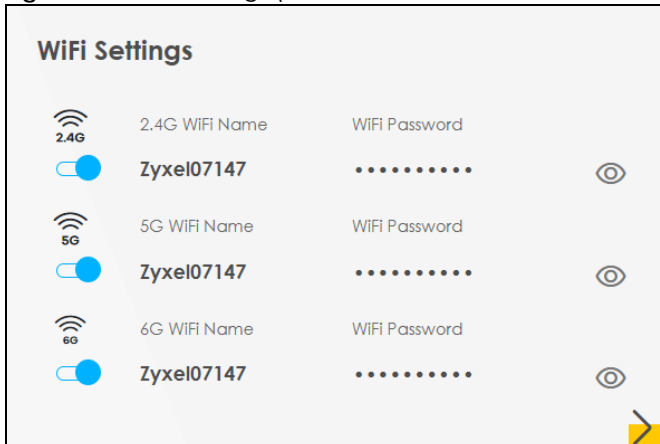 WiFi Settings
2.4G
2.4G WiFi Name WiFi Password
Zyxel07147 ••••••••••
5G
5G WiFi Name WiFi Password
Zyxel07147 ••••••••••
6G
6G WiFi Name WiFi Password
Zyxel07147 ••••••••••